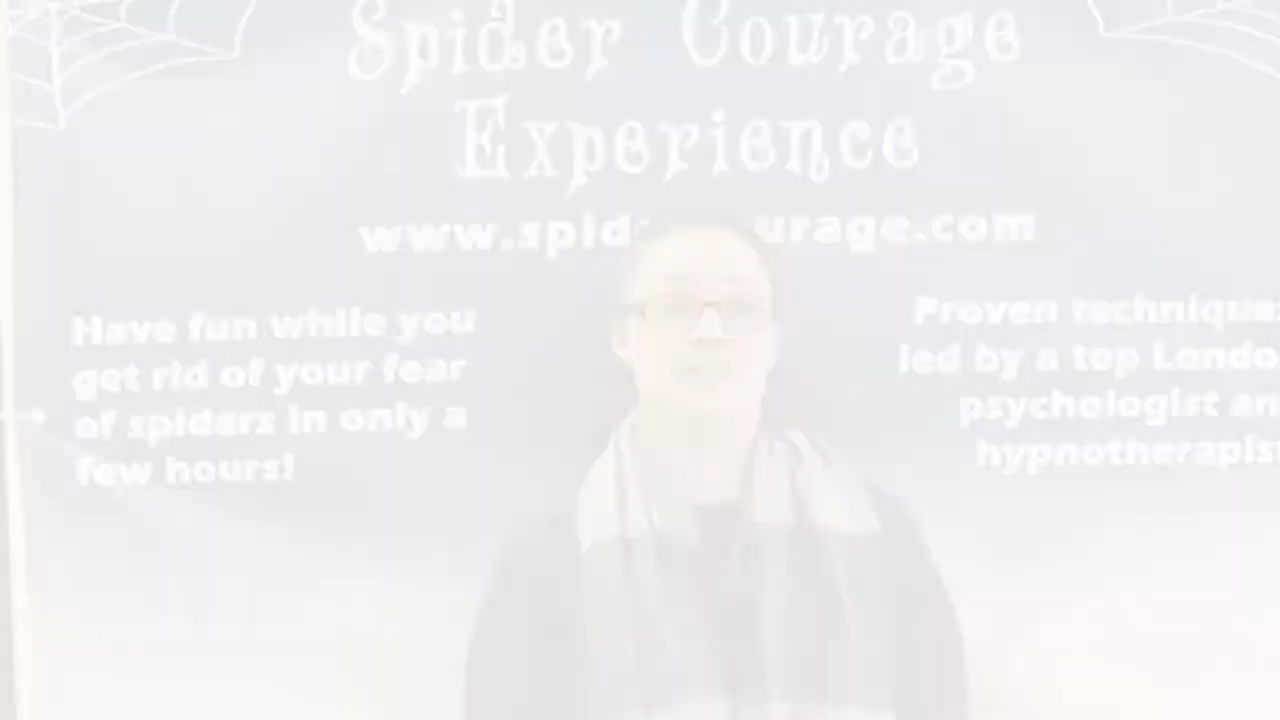 Spider Courage
Experience
www.spid urage.com
Have fun while you
get rid of your fear
of spiders in only a
few hours!
Proven technique
led by a top Londo
psychologist an
hypnotherapist